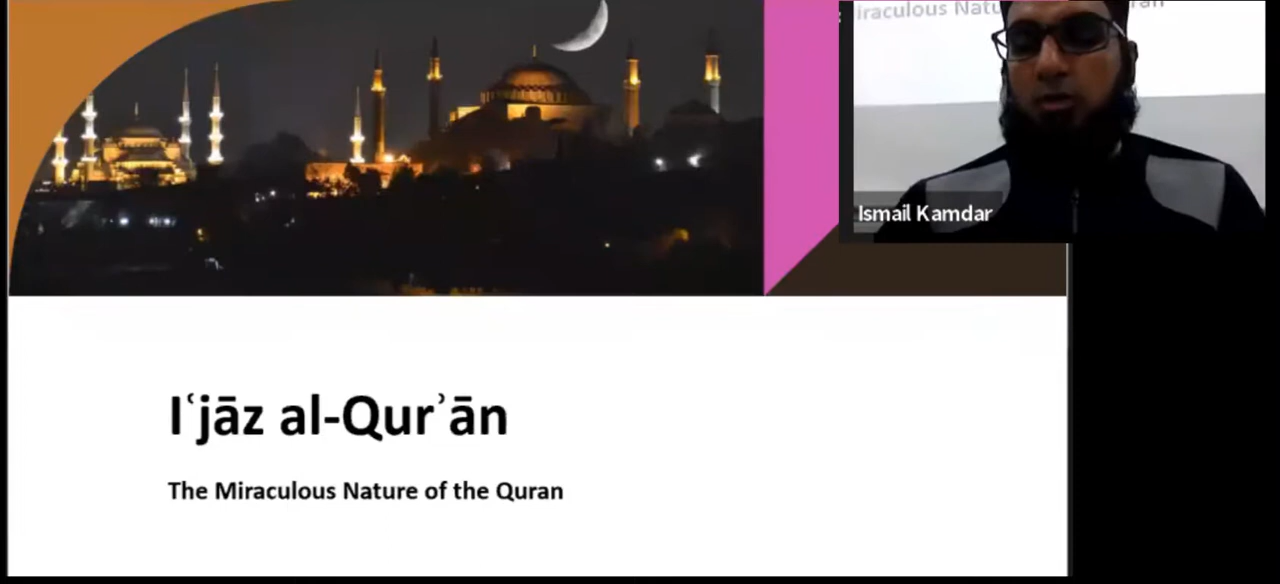 Iʿjāz al-Qurʾān
The Miraculous Nature of the Quran
Ismail Kamdar